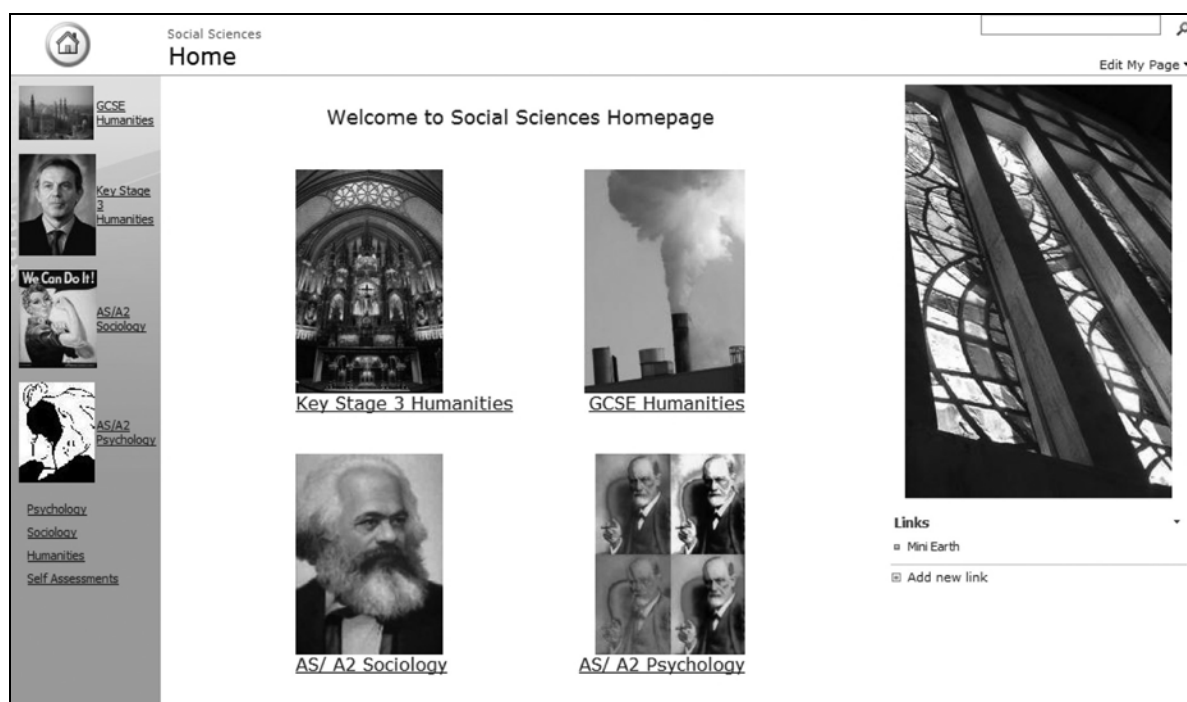 Social Sciences
Home
Edit My Page
GCSE
Humanities
Key Stage
3
Humanities
We Can Do It!
AS/A2
Sociology
AS/A2
Psychology
Psychology
Sociology
Humanities
Self Assessments
Welcome to Social Sciences Homepage
Key Stage 3 Humanities
GCSE Humanities
AS/ A2 Sociology
AS/ A2 Psychology
Links
Mini Earth
Add new link